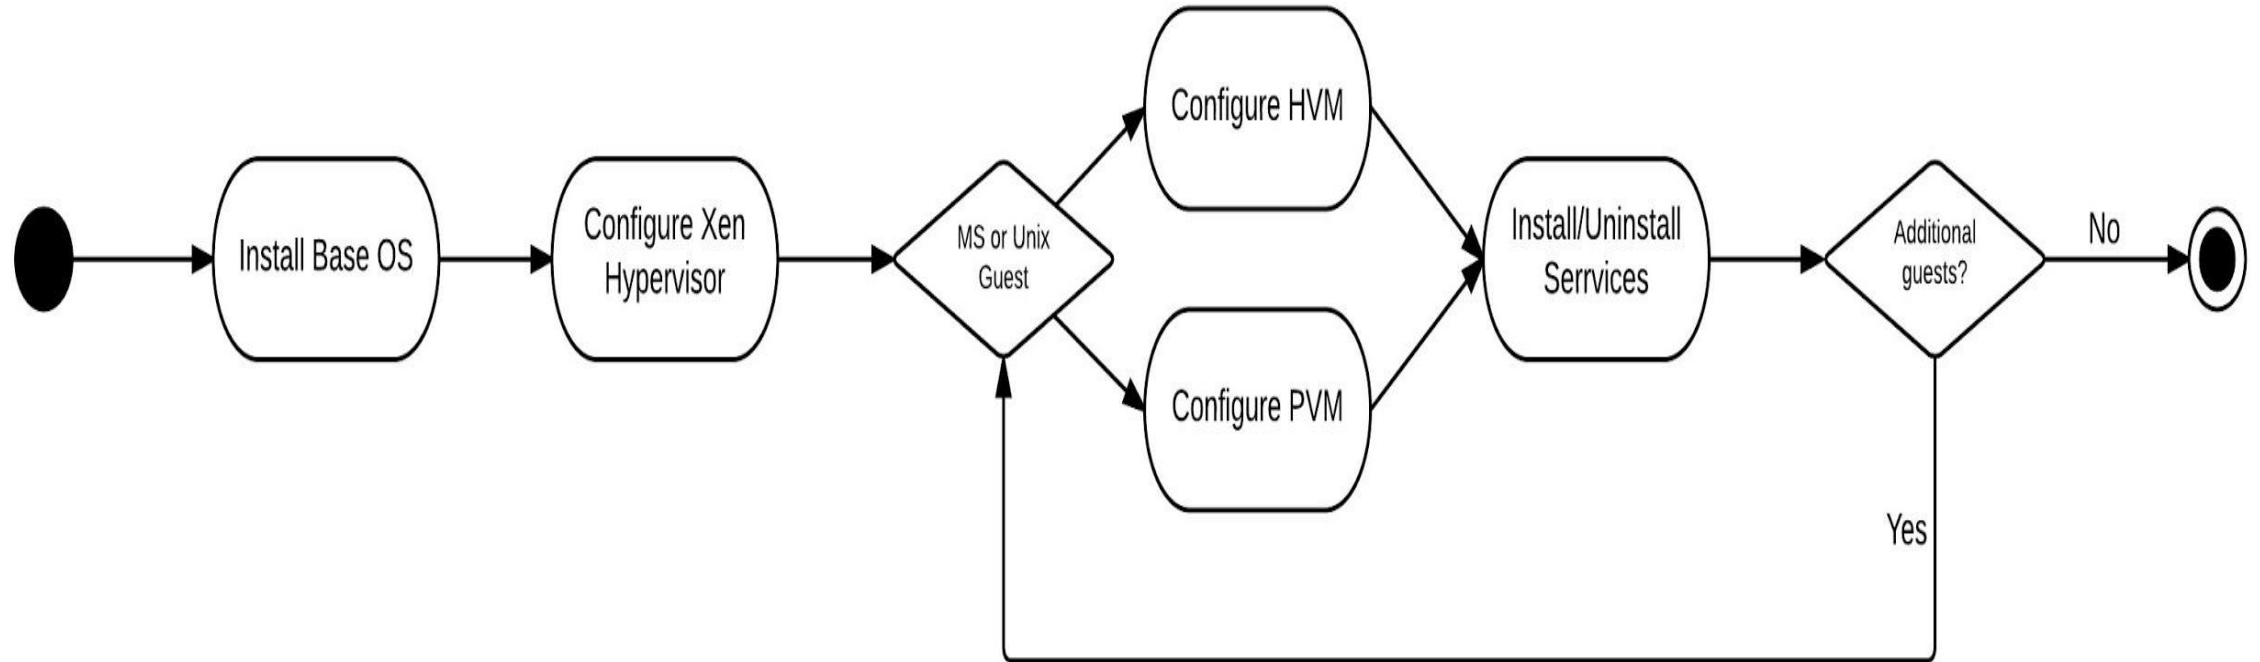 Install Base OS
Configure Xen
Hypervisor
MS or Unix
Guest
Configure HVM
Configure PVM
Install/Uninstall
Serrvices
Additional
guests?
No
Yes